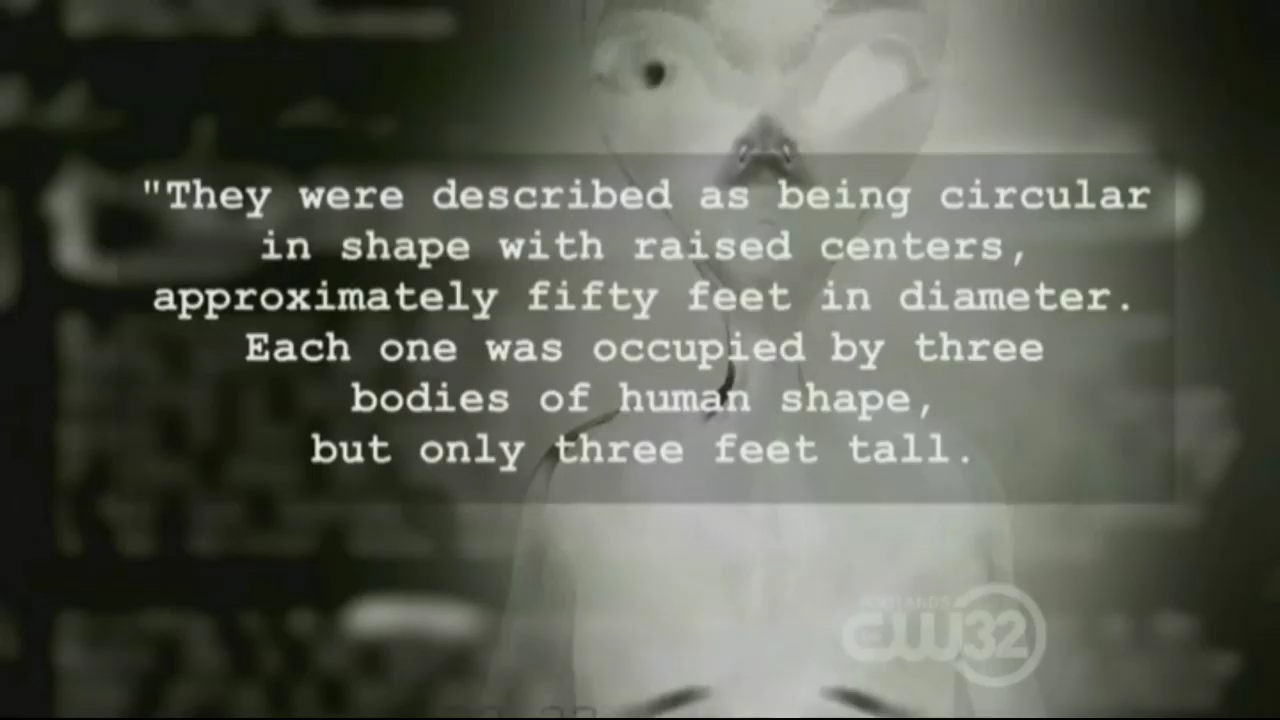 "They were described as being circular
in shape with raised centers,
approximately fifty feet in diameter.
Each one was occupied by three
bodies of human shape,
but only three feet tall.
CW32